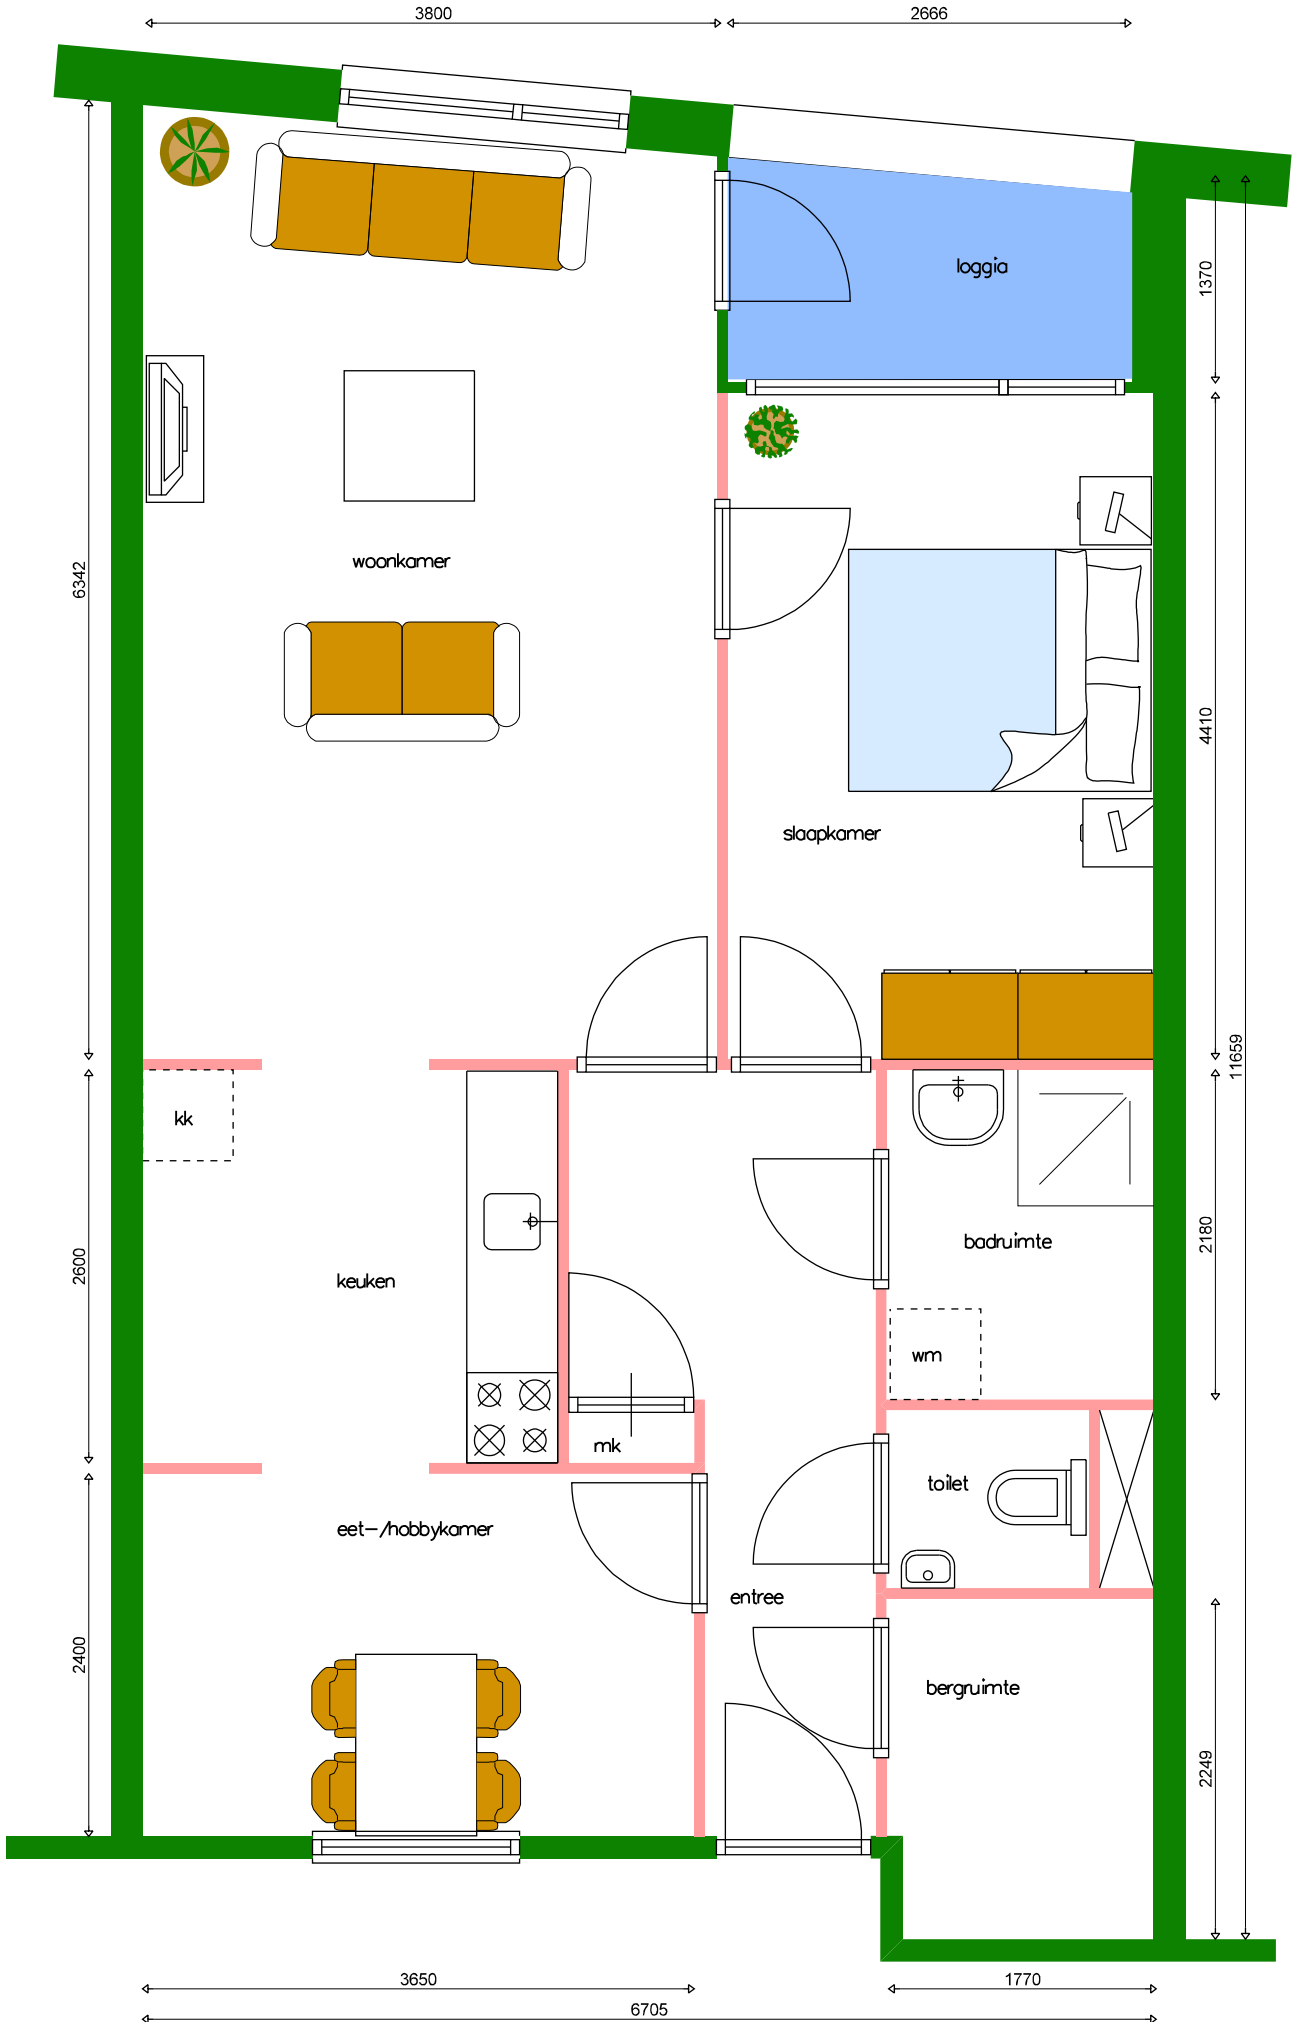 3800
2666
loggia
1370
woonkamer
6342
4410
slaapkamer
11659
kk
2600
keuken
badruimte
2180
wm
mk
toilet
eet-/hobbykamer
entree
2400
bergruimte
2249
3650
1770
6705